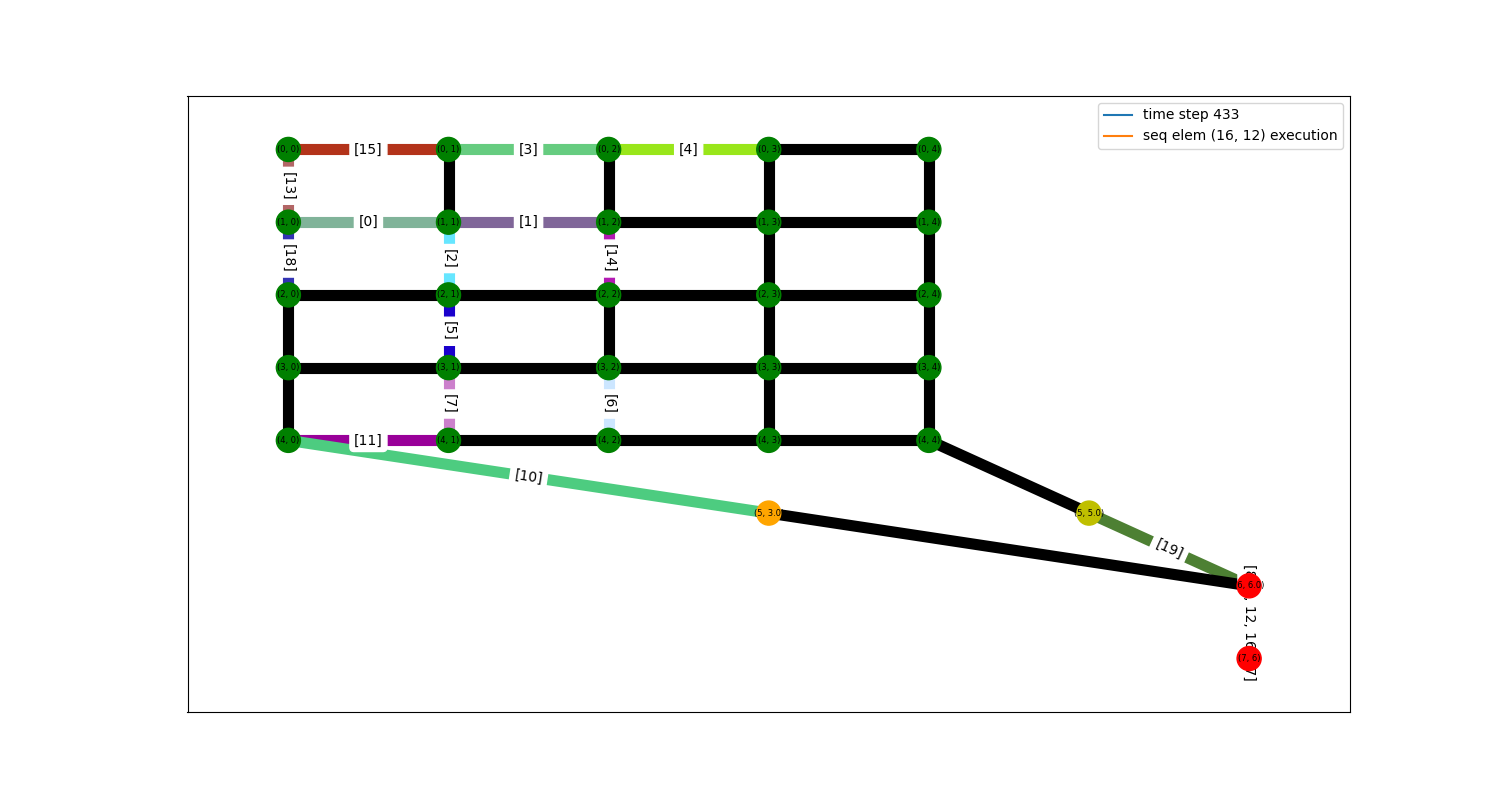 time step 433
seq elem (16, 12) execution
(0, 0) [15] (0, 1) [3] (0, 2) [4] (0, 3) (0, 4)
[13]
(1, 0) [0] (1, 1) [1] (1, 2) (1, 3) (1, 4)
[18] [2] [14]
(2, 0) (2, 1) (2, 2) (2, 3) (2, 4)
[5]
(3, 0) (3, 1) (3, 2) (3, 3) (3, 4)
[7] [6]
(4, 0) [11] (4, 1) (4, 2) (4, 3) (4, 4)
[10]
(5, 3.0) (5, 5.0)
[19]
(6, 6.0)
12,
(7, 6)